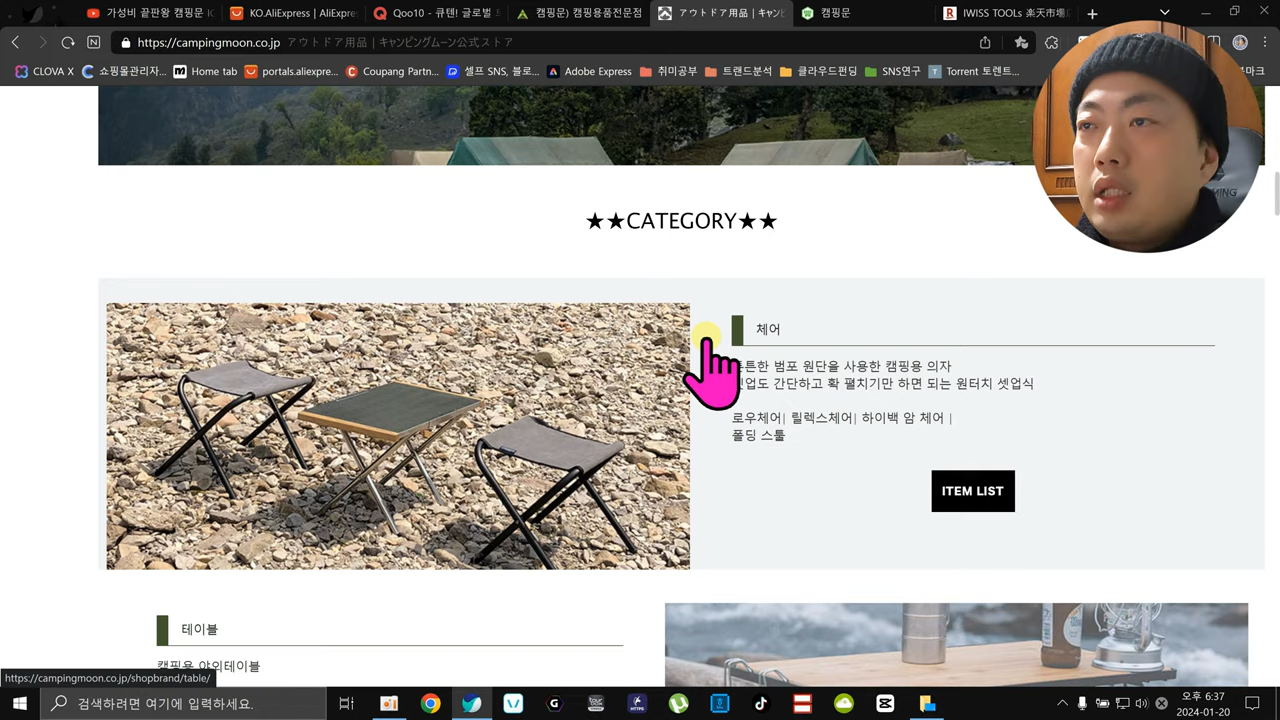 가성비 끝판왕 캠핑문
KO.AliExpress | AliExpre
Qoo10 - 큐텐! 글로벌
캠핑문) 캠핑용품전문점
アウトドア用品 | キャンピ
캠핑문
IWISS TOOLs 楽天市場
https://campingmoon.co.jp アウトドア用品 | キャンピングムーン公式ストア
CLOVA X
쇼핑몰관리자...
Home tab
portals.aliexpre...
Coupang Partn...
셀프 SNS, 블로...
Adobe Express
취미공부
트랜드분석
클라우드펀딩
SNS연구
Torrent 토렌트...
★★CATEGORY★★
체어
한 범포 원단을 사용한 캠핑용 의자
간단하고 확 펼치기만 하면 되는 원터치 셋업식
로우체어| 릴렉스체어| 하이백 암 체어 |
폴딩 스툴
ITEM LIST
테이블
캠핑용 야외테이블
https://campingmoon.co.jp/shopbrand/table/
검색하려면 여기에 입력하세요.
오후 6:37
2024-01-20